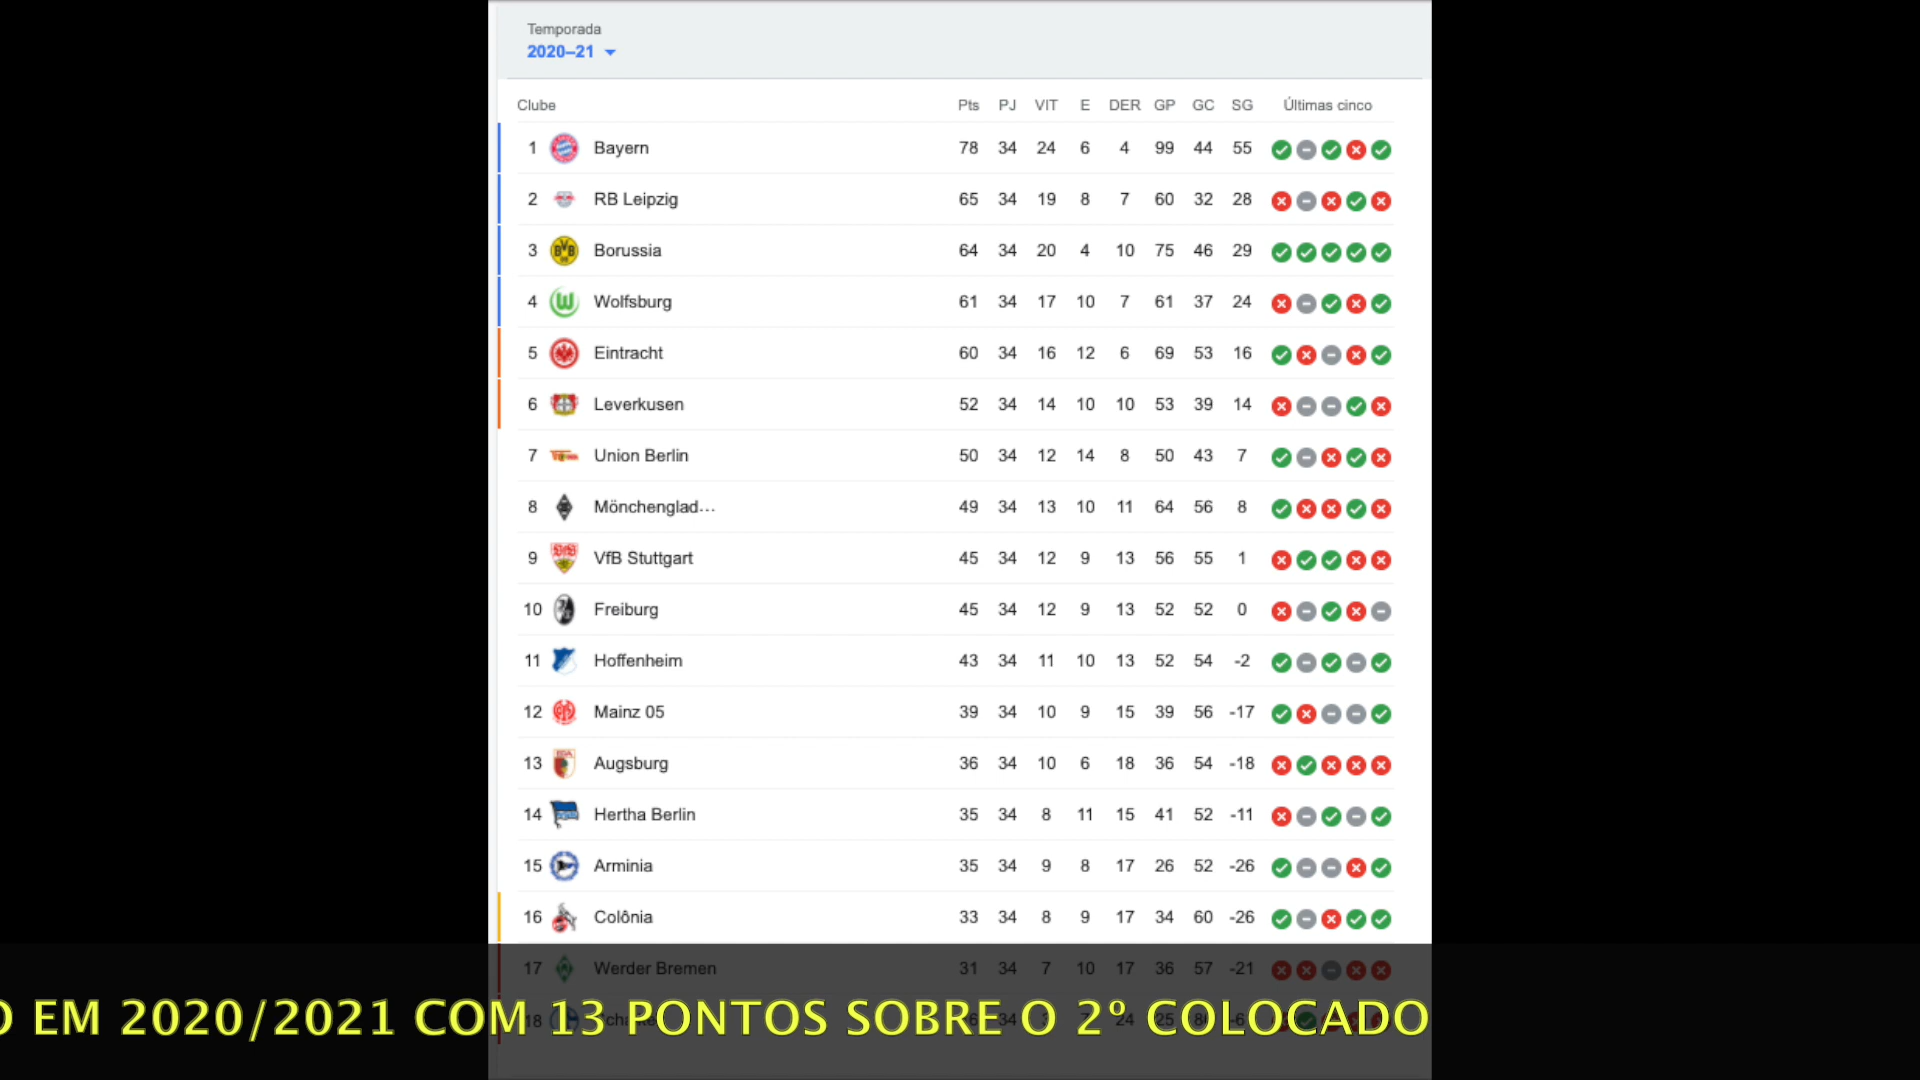 Temporada
2020–21
Clube Pts PJ VIT E DER GP GC SG Últimas cinco
1 Bayern 78 34 24 6 4 99 44 55
2 RB Leipzig 65 34 19 8 7 60 32 28
3 Borussia 64 34 20 4 10 75 46 29
4 Wolfsburg 61 34 17 10 7 61 37 24
5 Eintracht 60 34 16 12 6 69 53 16
6 Leverkusen 52 34 14 10 10 53 39 14
7 Union Berlin 50 34 12 14 8 50 43 7
8 Mönchenglad... 49 34 13 10 11 64 56 8
9 VfB Stuttgart 45 34 12 9 13 56 55 1
10 Freiburg 45 34 12 9 13 52 52 0
11 Hoffenheim 43 34 11 10 13 52 54 -2
12 Mainz 05 39 34 10 9 15 39 56 -17
13 Augsburg 36 34 10 6 18 36 54 -18
14 Hertha Berlin 35 34 8 11 15 41 52 -11
15 Arminia 35 34 9 8 17 26 52 -26
16 Colônia 33 34 8 9 17 34 60 -26
17 Werder Bremen 31 34 7 10 17 36 57 -21
18 34 24 25
EM 2020/2021 COM 13 PONTOS SOBRE O 2º COLOCADO